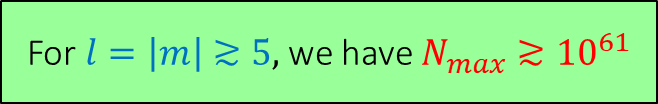 For l = |m| ≳ 5, we have N_max ≳ 10^61